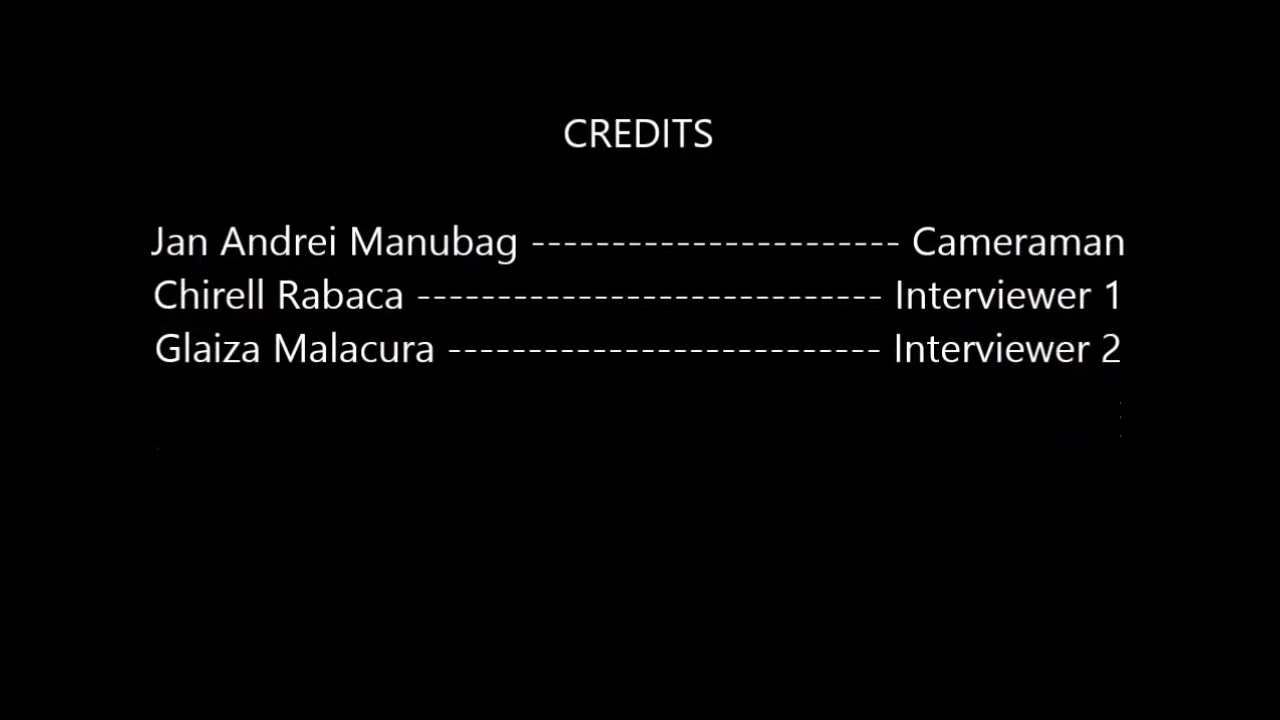 CREDITS
Jan Andrei Manubag ----------------------- Cameraman
Chirell Rabaca ----------------------------- Interviewer 1
Glaiza Malacura --------------------------- Interviewer 2